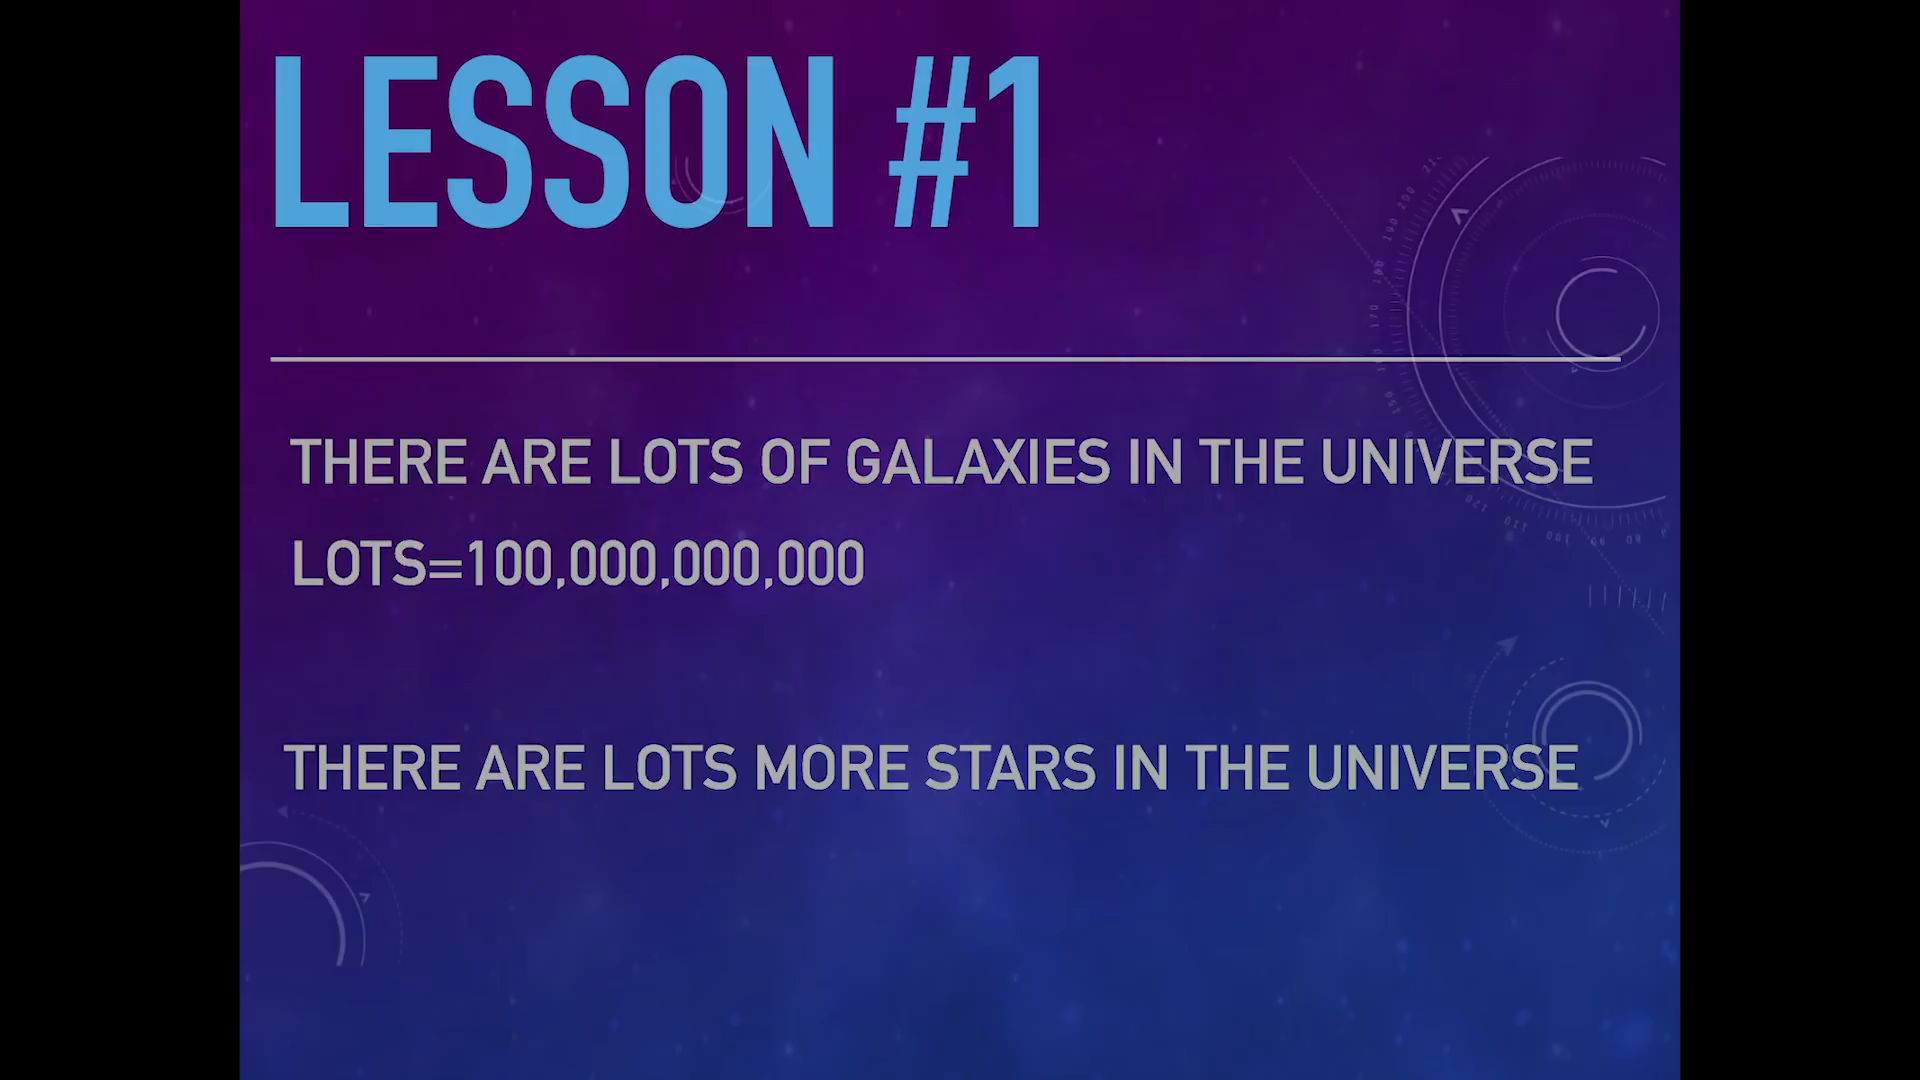 LESSON #1
THERE ARE LOTS OF GALAXIES IN THE UNIVERSE
LOTS=100,000,000,000
THERE ARE LOTS MORE STARS IN THE UNIVERSE